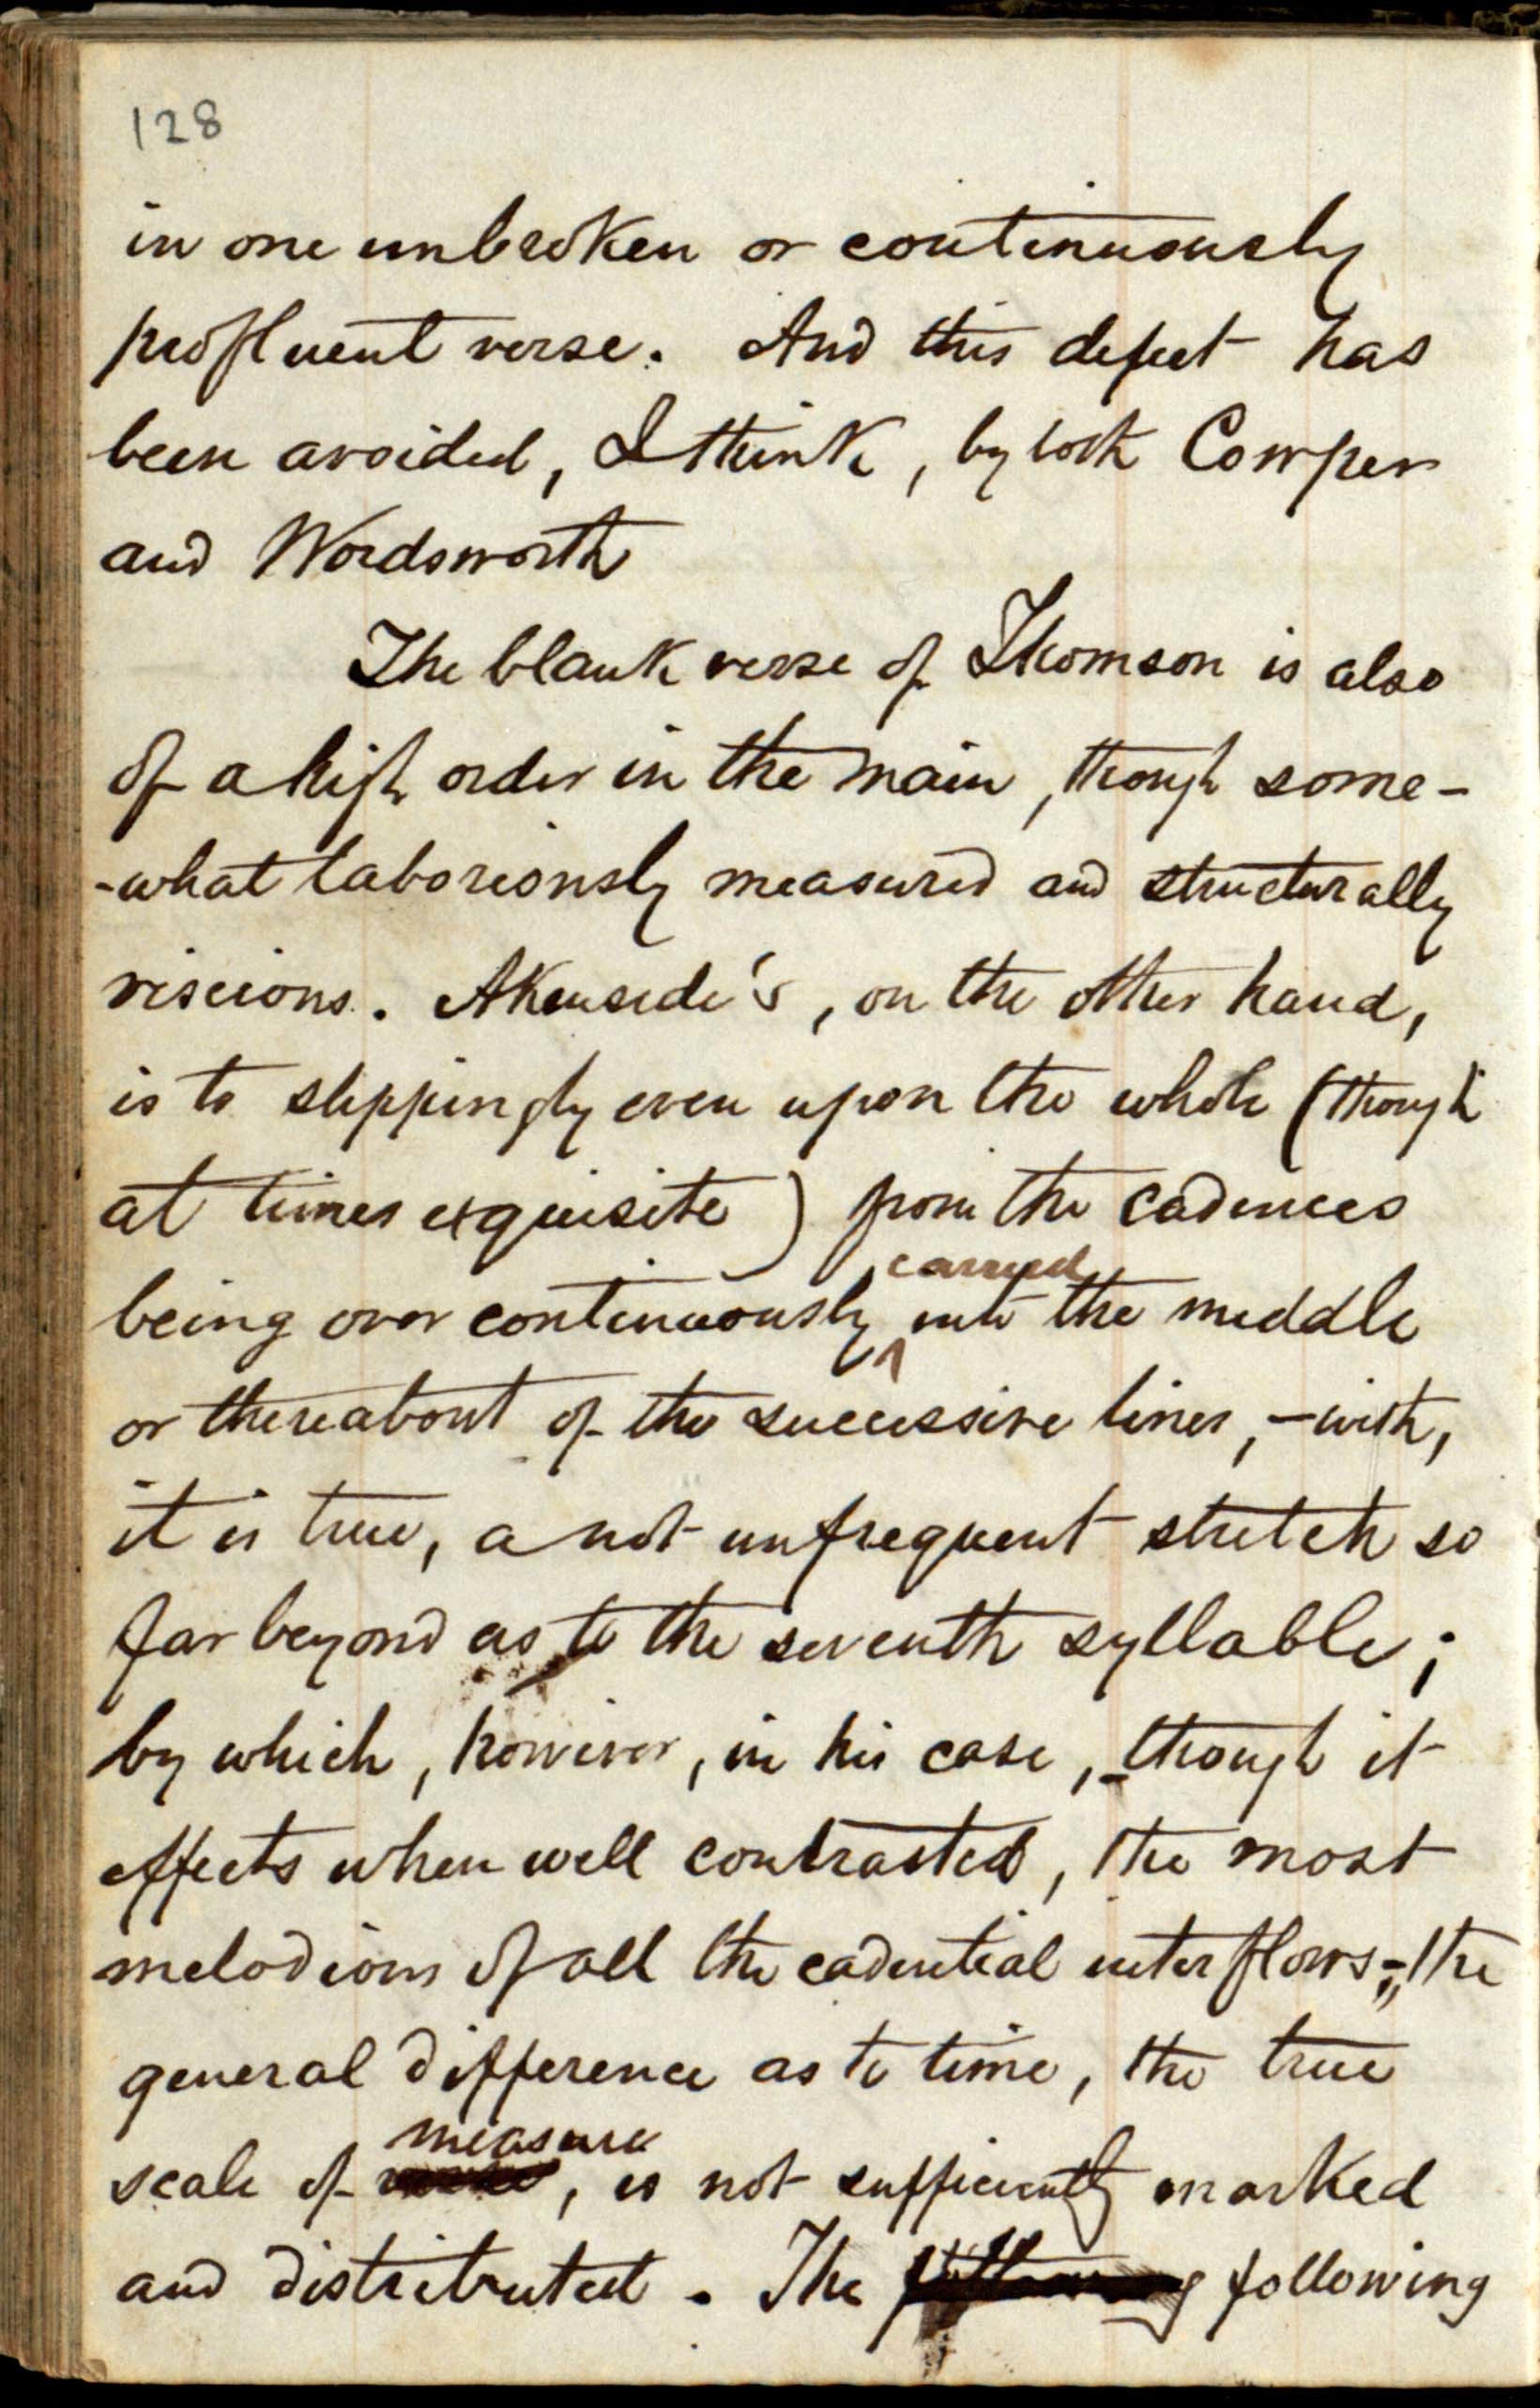 128
in one unbroken or continuously
profluent verse. And this defect has
been avoided, I think, by both Cowper
and Wordsworth
The blank verse of Thomson is also
of a high order in the main, though some-
-what laboriously measured and structurally
viscious. Akenside's, on the other hand,
is to slippingly even upon the whole (though
at times exquisite) from the cadences
carryed
being over continuously ^ into the middle
or thereabout of the successive lines, - with,
it is true, a not unfrequent stretch so
far beyond as to the seventh syllable;
by which, however, in his case, though it
effects when well contrasted, the most
melodious of all the cadential interflows; - the
general difference as to time, the true
measure
scale of , is not sufficiently marked
and distributed. The following following